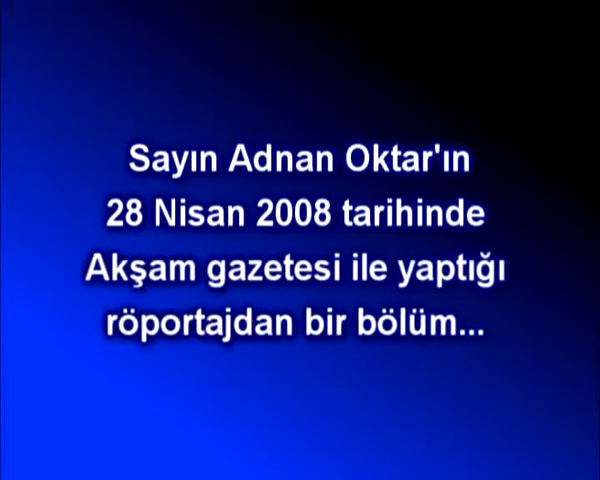 Sayın Adnan Oktar'ın
28 Nisan 2008 tarihinde
Akşam gazetesi ile yaptığı
röportajdan bir bölüm...